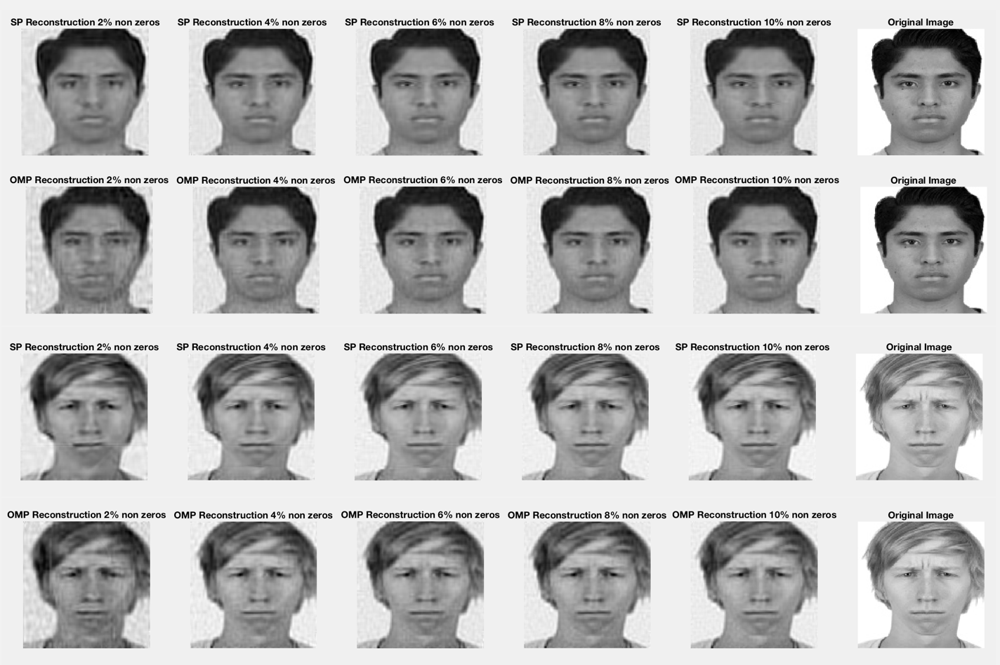 SP Reconstruction 2% non zeros
SP Reconstruction 4% non zeros
SP Reconstruction 6% non zeros
SP Reconstruction 8% non zeros
SP Reconstruction 10% non zeros
Original Image
OMP Reconstruction 2% non zeros
OMP Reconstruction 4% non zeros
OMP Reconstruction 6% non zeros
OMP Reconstruction 8% non zeros
OMP Reconstruction 10% non zeros
Original Image
SP Reconstruction 2% non zeros
SP Reconstruction 4% non zeros
SP Reconstruction 6% non zeros
SP Reconstruction 8% non zeros
SP Reconstruction 10% non zeros
Original Image
OMP Reconstruction 2% non zeros
OMP Reconstruction 4% non zeros
OMP Reconstruction 6% non zeros
OMP Reconstruction 8% non zeros
OMP Reconstruction 10% non zeros
Original Image